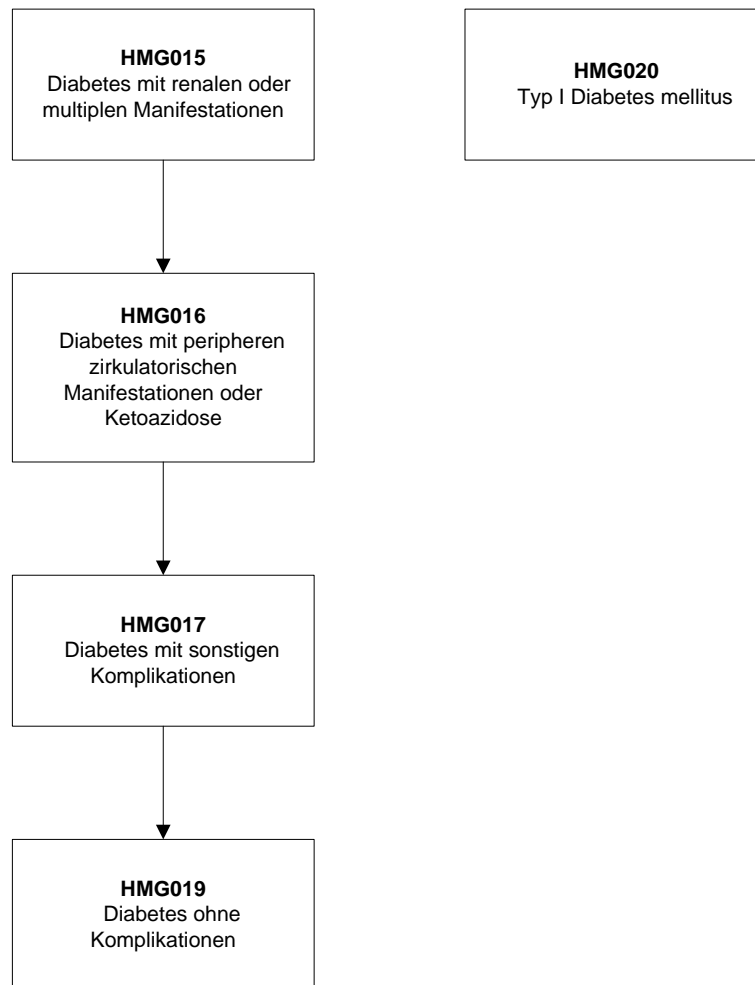 HMG015
Diabetes mit renalen oder
multiplen Manifestationen
HMG020
Typ I Diabetes mellitus
HMG016
Diabetes mit peripheren
zirkulatorischen
Manifestationen oder
Ketoazidose
HMG017
Diabetes mit sonstigen
Komplikationen
HMG019
Diabetes ohne
Komplikationen